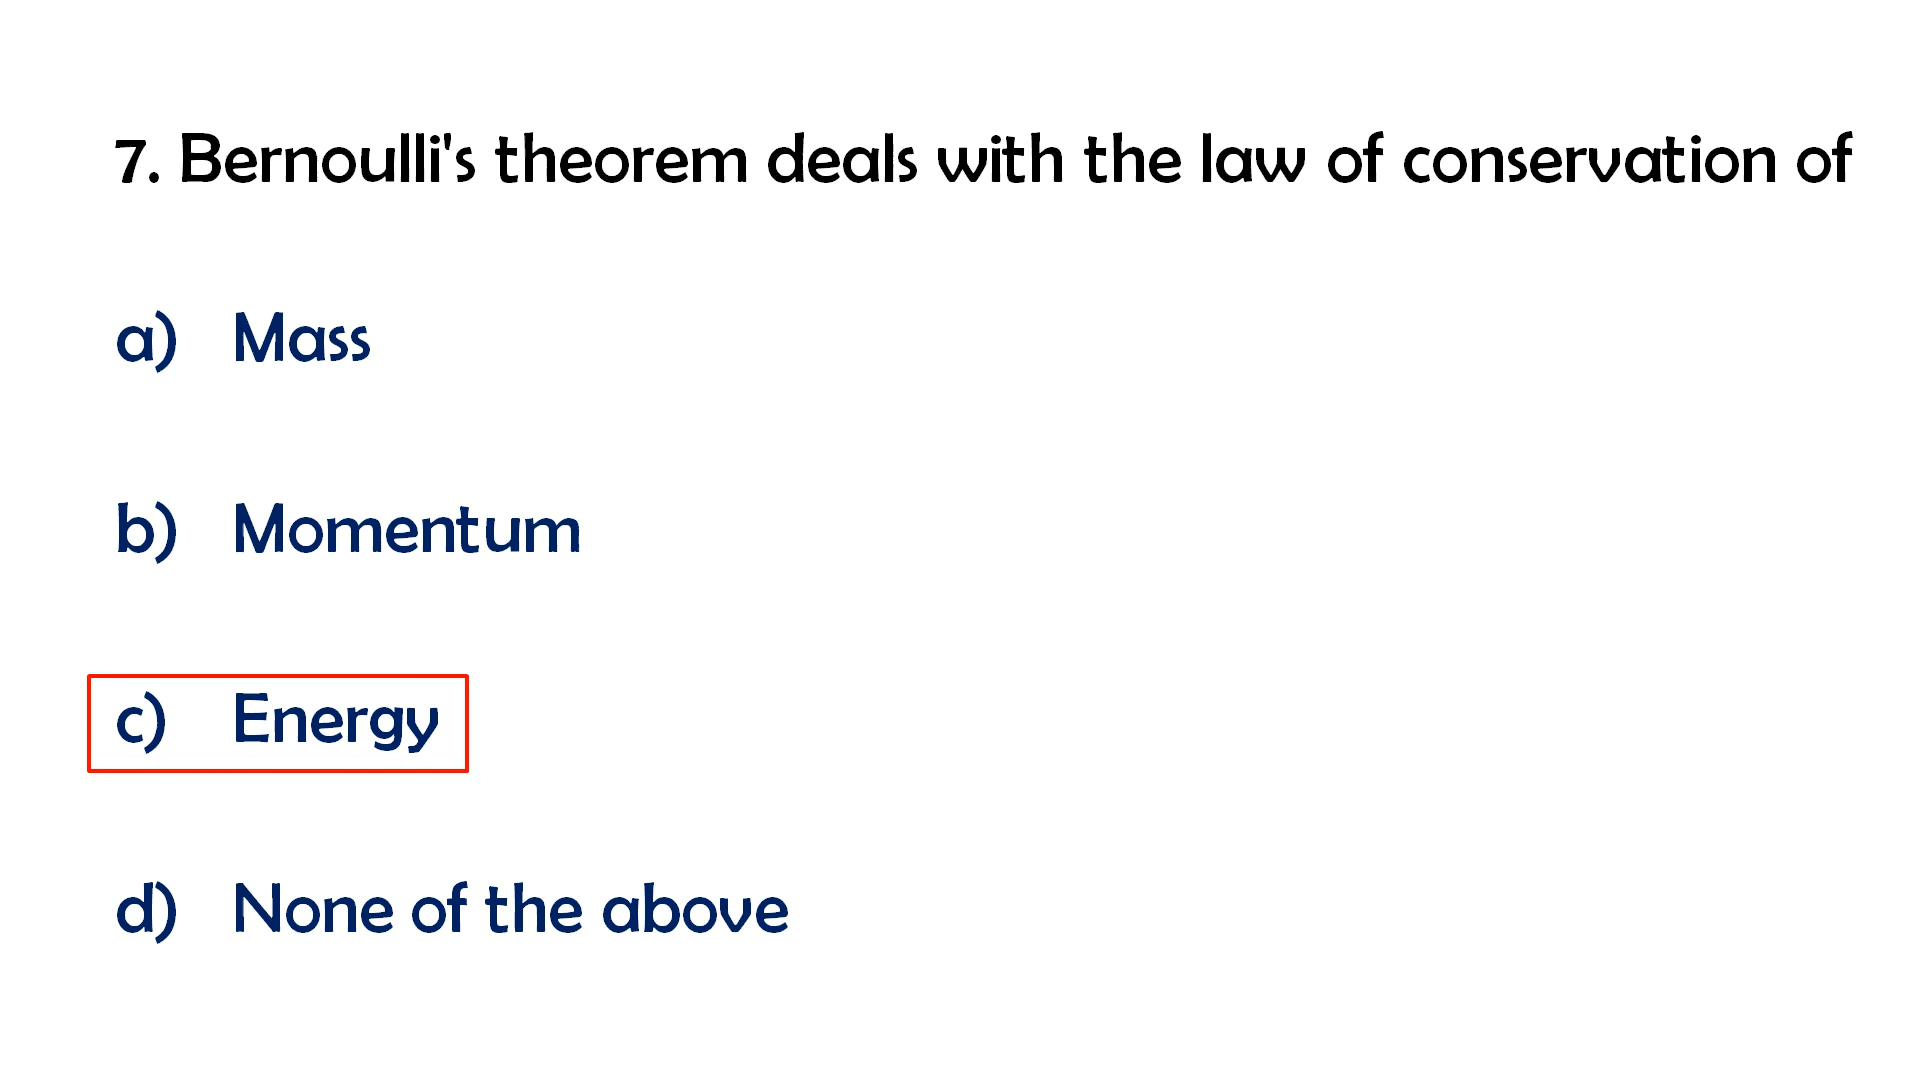 7. Bernoulli's theorem deals with the law of conservation of
a) Mass
b) Momentum
c) Energy
d) None of the above